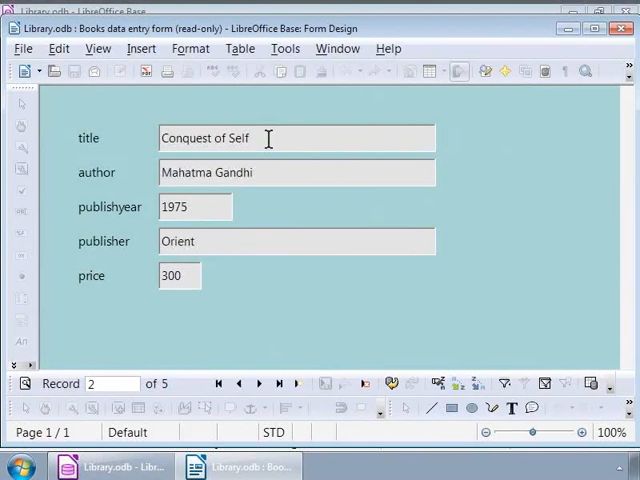 Library.odb - LibreOffice Base
Library.odb : Books data entry form (read-only) - LibreOffice Base: Form Design
File Edit View Insert Format Table Tools Window Help
title Conquest of Self
author Mahatma Gandhi
publishyear 1975
publisher Orient
price 300
Record 2 of 5
Page 1 / 1 Default STD 100%
Library.odb - Libr... Library.odb : Boo...